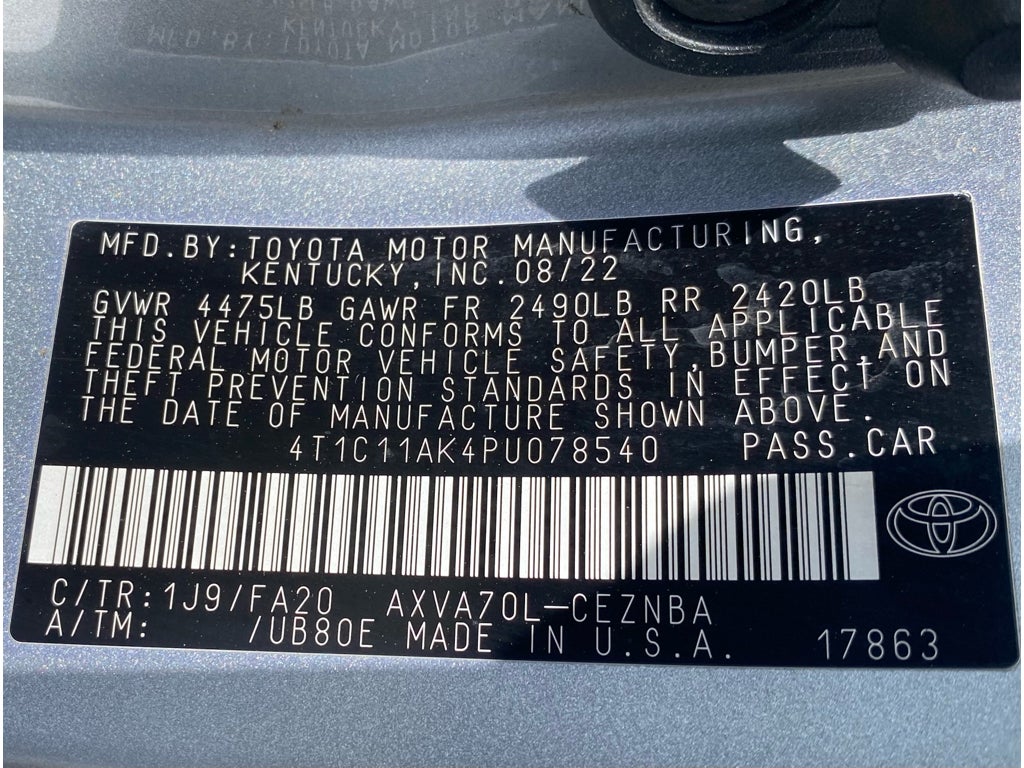 MFD.BY:TOYOTA MOTOR MANUFACTURING,
KENTUCKY,INC.08/22
GVWR 4475LB GAWR FR 2490LB RR 2420LB
THIS VEHICLE CONFORMS TO ALL APPLICABLE
FEDERAL MOTOR VEHICLE SAFETY,BUMPER,AND
THEFT PREVENTION STANDARDS IN EFFECT ON
THE DATE OF MANUFACTURE SHOWN ABOVE.
4T1C11AK4PU078540 PASS.CAR
C/TR:1J9/FA20 AXVA70L-CEZNBA
A/TM: /UB80E MADE IN U.S.A. 17863